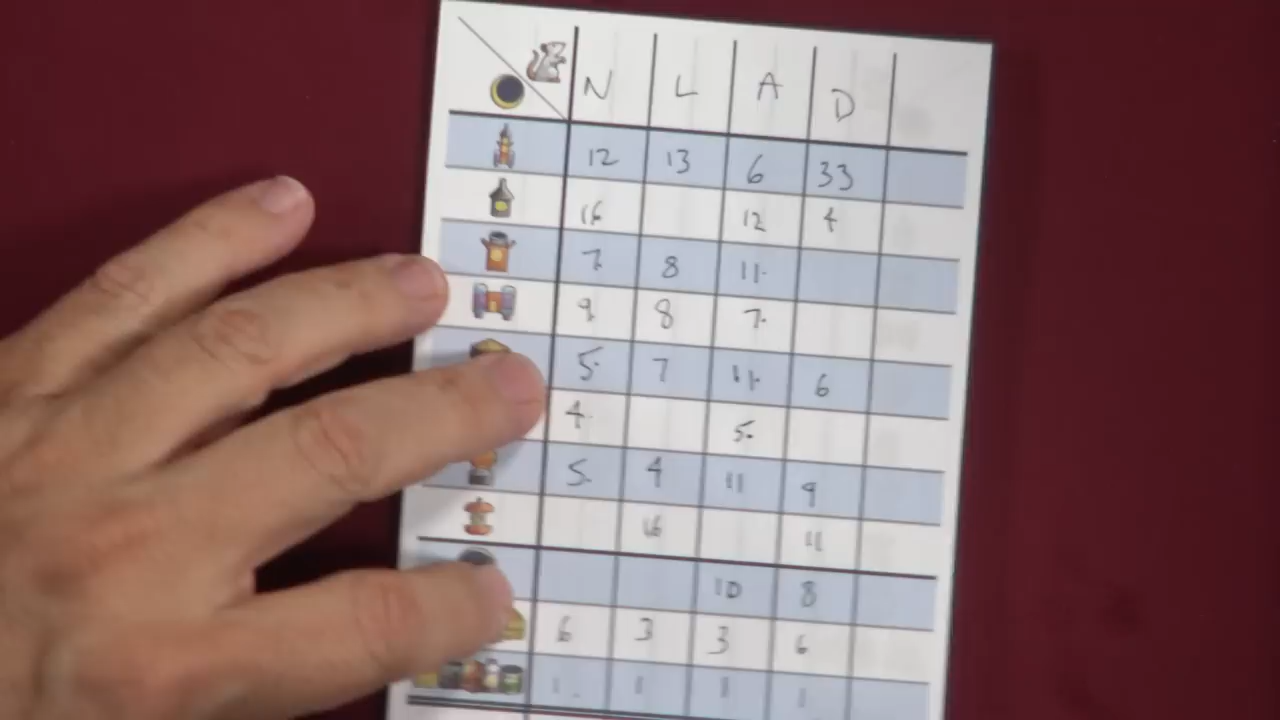 N L A D
12 13 6 33
16 12 4
7 8 11
9 8 7
5 7 11 6
4 5
5 4 11 9
16 11
10 8
6 3 3 6
1 1 1 1